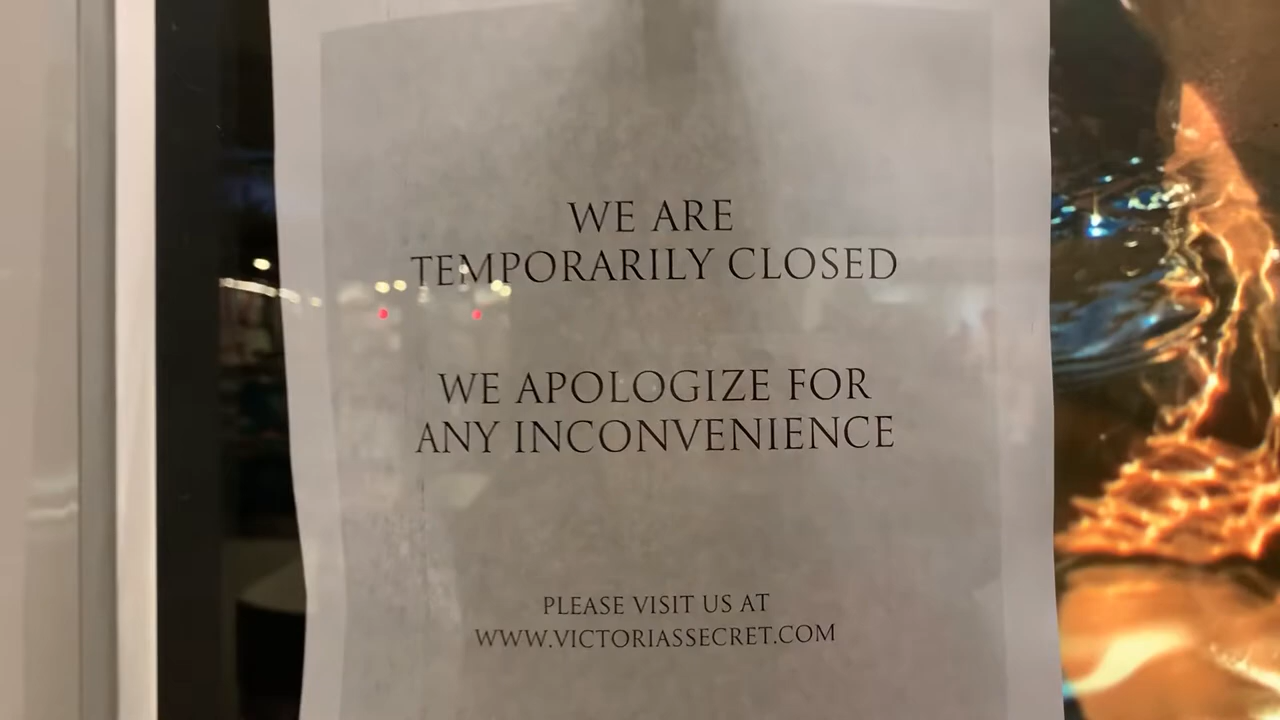 WE ARE
TEMPORARILY CLOSED
WE APOLOGIZE FOR
ANY INCONVENIENCE
PLEASE VISIT US AT
WWW.VICTORIASSECRET.COM